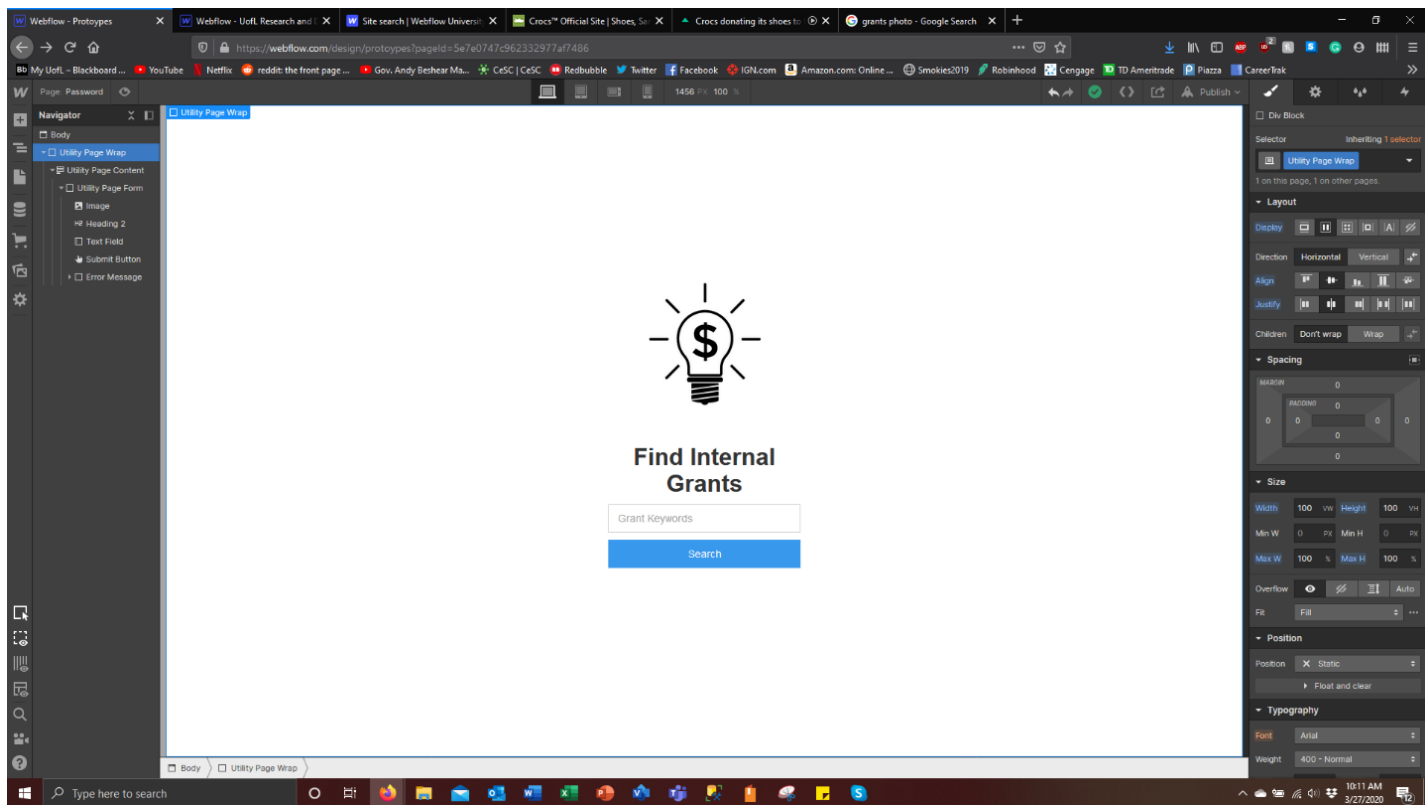 Webflow - Protoypes
Webflow - UofL Research and
Site search | Webflow Universit
Crocs™ Official Site | Shoes, Sa
Crocs donating its shoes to
grants photo - Google Search
https://webflow.com/design/protoypes?pageId=5e7e0747c962332977af7486
My UofL - Blackboard ...
YouTube
Netflix
reddit: the front page ...
Gov. Andy Beshear Ma...
CeSC | CeSC
Redbubble
Twitter
Facebook
IGN.com
Amazon.com: Online ...
Smokies2019
Robinhood
Cengage
TD Ameritrade
Piazza
CareerTrak
Page: Password
1456 PX 100 %
Publish
Navigator
Body
Utility Page Wrap
Utility Page Content
Utility Page Form
Image
H2 Heading 2
Text Field
Submit Button
Error Message
Utility Page Wrap
$
Find Internal
Grants
Grant Keywords
Search
Div Block
Selector Inheriting 1 selector
Utility Page Wrap
1 on this page, 1 on other pages.
Layout
Display
Direction Horizontal Vertical
Align
Justify
Children Don't wrap Wrap
Spacing
MARGIN 0
PADDING 0
0 0 0 0
0
0
Size
Width 100 VW Height 100 VH
Min W 0 PX Min H 0 PX
Max W 100 % Max H 100 %
Overflow Auto
Fit Fill
Position
Position Static
Float and clear
Typography
Font Arial
Weight 400 - Normal
Body Utility Page Wrap
Type here to search
10:11 AM
3/27/2020